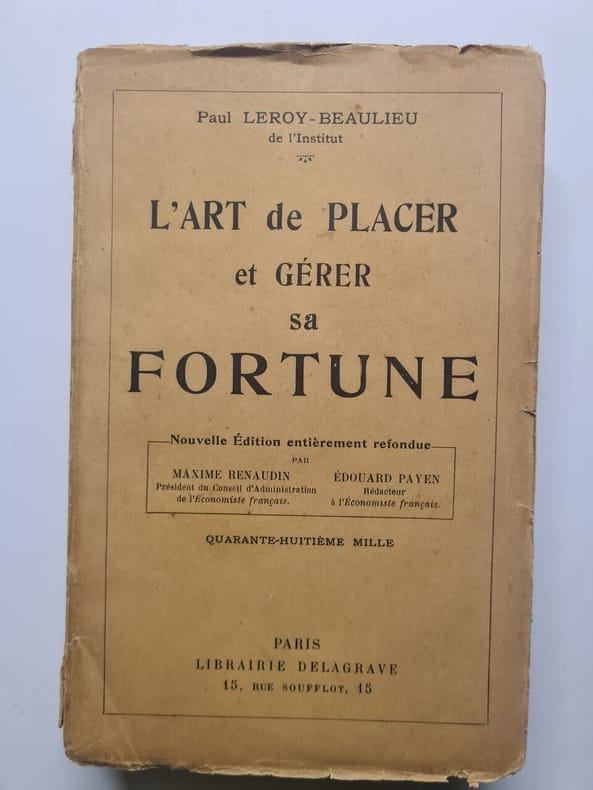 Paul LEROY-BEAULIEU
de l'Institut
L'ART de PLACER
et GÉRER
sa
FORTUNE
Nouvelle Édition entièrement refondue
PAR
MAXIME RENAUDIN
Président du Conseil d'Administration
de l'Économiste français.
ÉDOUARD PAYEN
Rédacteur
à l'Économiste français.
QUARANTE-HUITIÈME MILLE
PARIS
LIBRAIRIE DELAGRAVE
15, RUE SOUFFLOT, 15